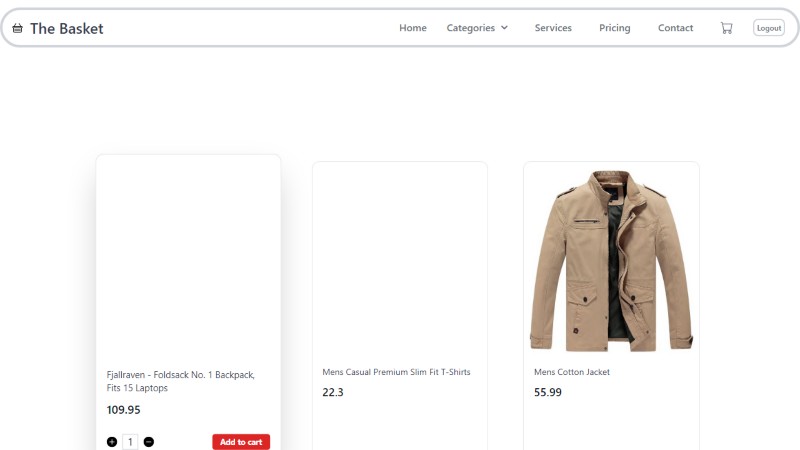 The Basket
Home
Categories
Services
Pricing
Contact
Logout
Fjallraven - Foldsack No. 1 Backpack,
Fits 15 Laptops
109.95
1
Add to cart
Mens Casual Premium Slim Fit T-Shirts
22.3
Mens Cotton Jacket
55.99